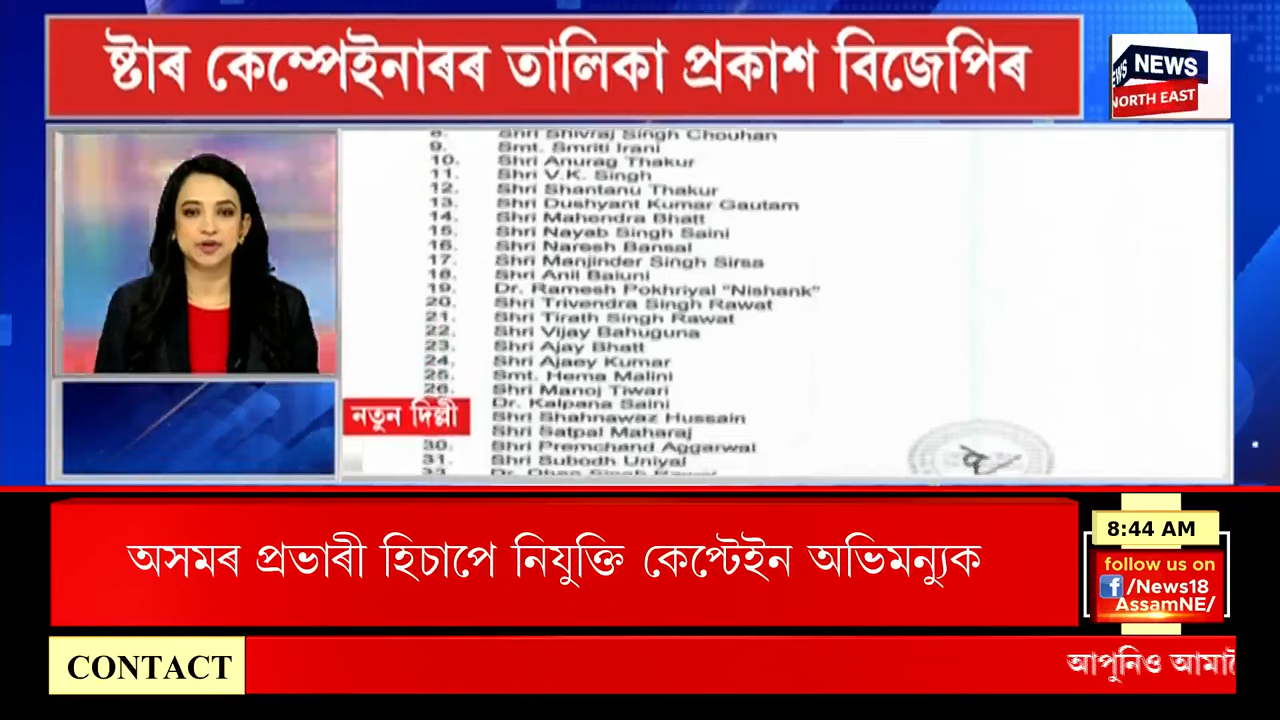 ষ্টাৰ কেম্পেইনাৰৰ তালিকা প্ৰকাশ বিজেপিৰ
NEWS
NORTH EAST
8. Shri Shivraj Singh Chouhan
9. Smt. Smriti Irani
10. Shri Anurag Thakur
11. Shri V.K. Singh
12. Shri Shantanu Thakur
13. Shri Dushyant Kumar Gautam
14. Shri Mahendra Bhatt
15. Shri Nayab Singh Saini
16. Shri Naresh Bansal
17. Shri Manjinder Singh Sirsa
18. Shri Anil Baluni
19. Dr. Ramesh Pokhriyal "Nishank"
20. Shri Trivendra Singh Rawat
21. Shri Tirath Singh Rawat
22. Shri Vijay Bahuguna
23. Shri Ajay Bhatt
24. Shri Ajaey Kumar
25. Smt. Hema Malini
26. Shri Manoj Tiwari
Dr. Kalpana Saini
Shri Shahnawaz Hussain
Shri Satpal Maharaj
30. Shri Premchand Aggarwal
31. Shri Subodh Uniyal
নতুন দিল্লী
অসমৰ প্ৰভাৰী হিচাপে নিযুক্তি কেপ্টেইন অভিমন্যুক
8:44 AM
follow us on
/News18
AssamNE/
CONTACT
আপুনিও